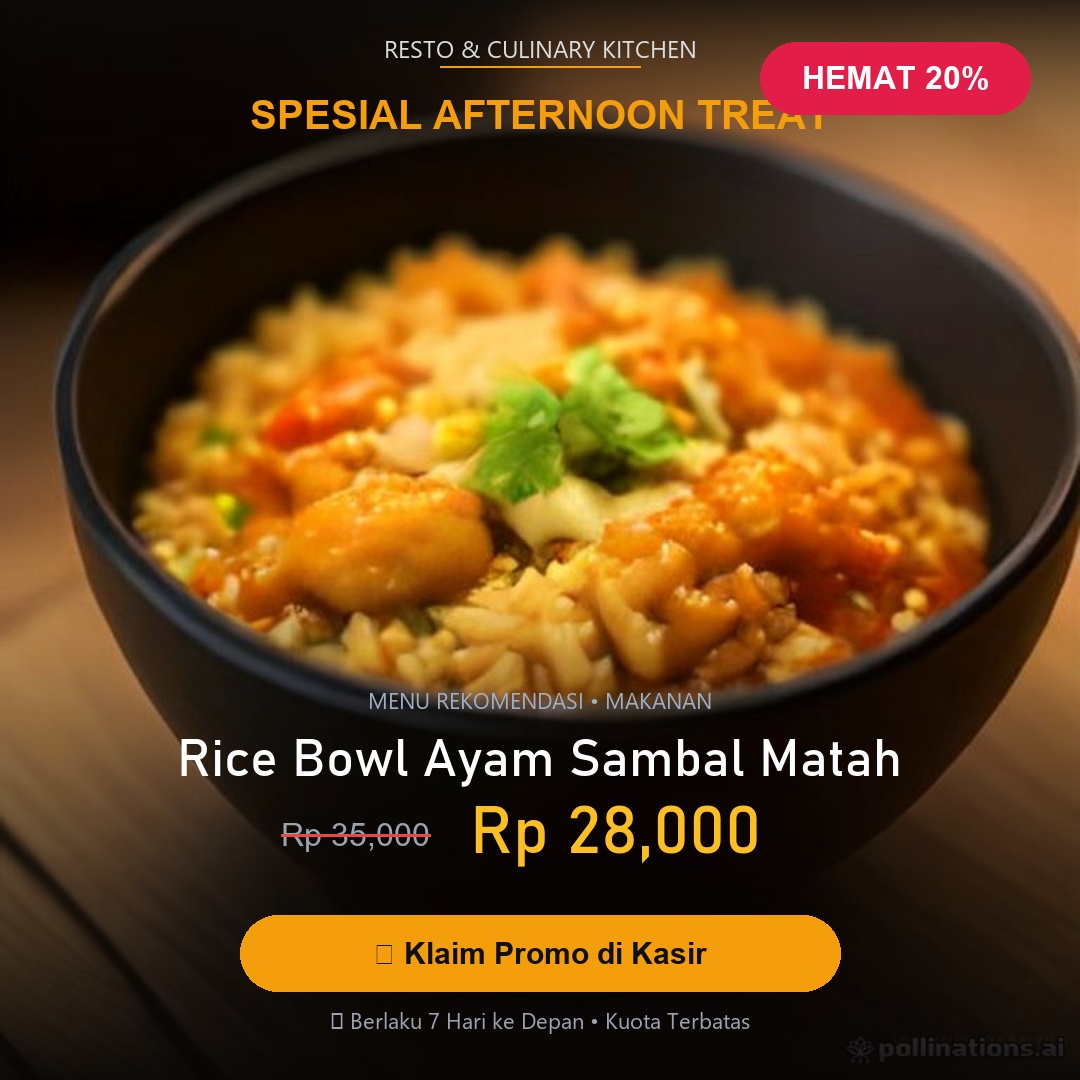 RESTO & CULINARY KITCHEN
HEMAT 20%
SPESIAL AFTERNOON TREAT
MENU REKOMENDASI • MAKANAN
Rice Bowl Ayam Sambal Matah
Rp 35,000 Rp 28,000
Klaim Promo di Kasir
Berlaku 7 Hari ke Depan • Kuota Terbatas
pollinations.ai